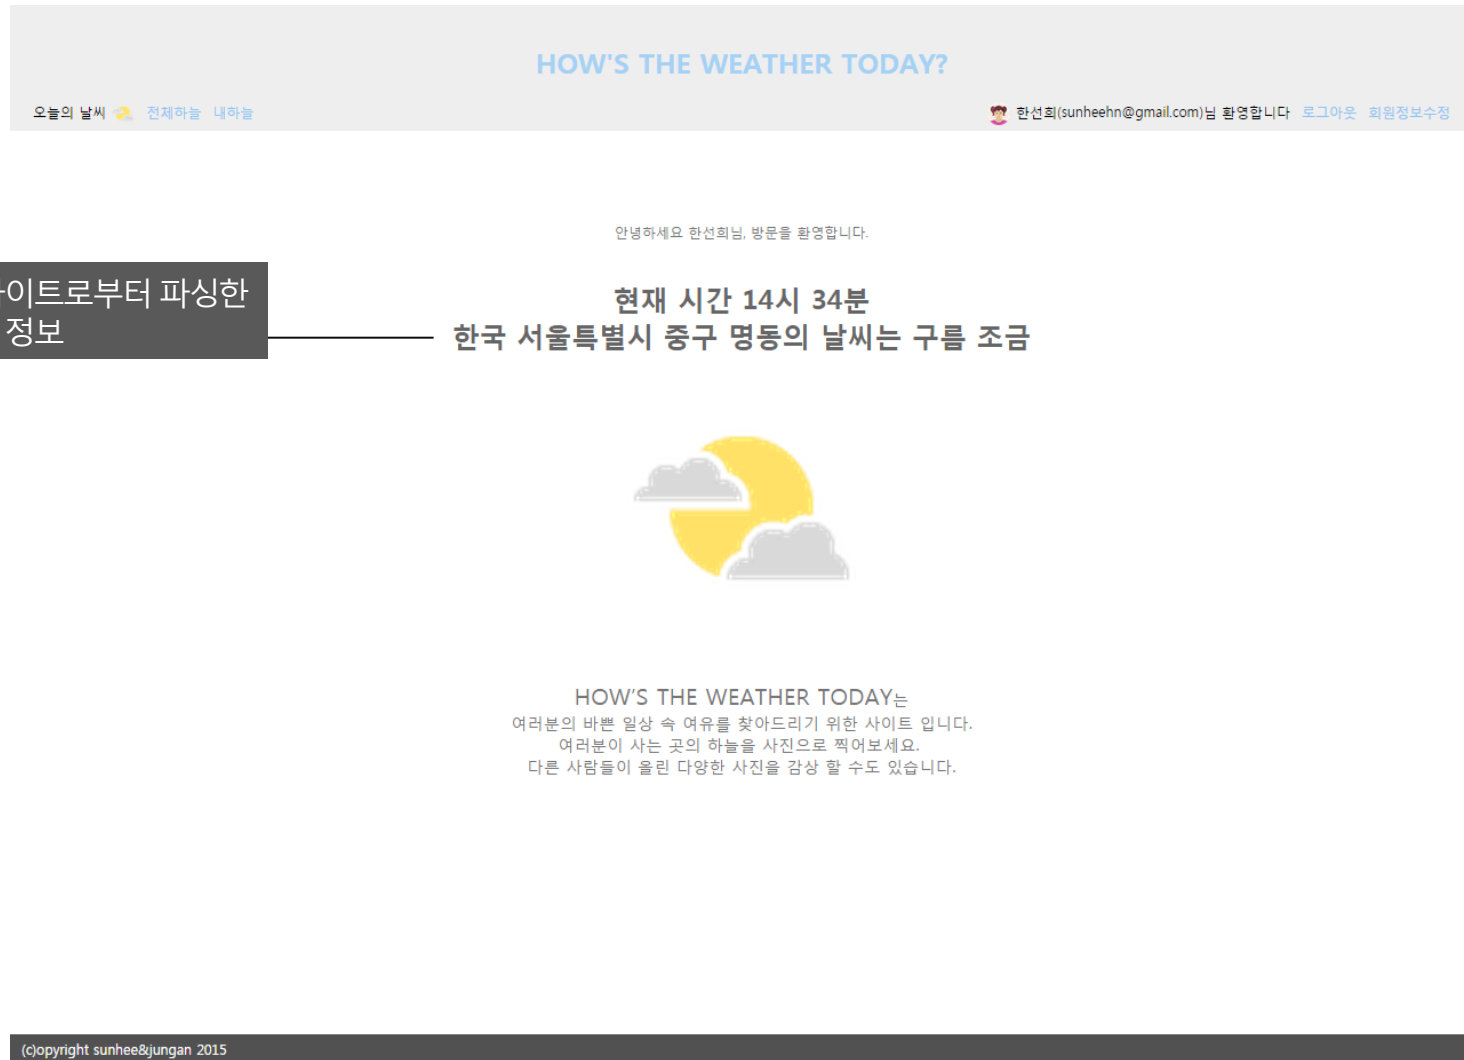 HOW'S THE WEATHER TODAY?
오늘의 날씨 전체하늘 내하늘
한선희(sunheehn@gmail.com)님 환영합니다 로그아웃 회원정보수정
안녕하세요 한선희님, 방문을 환영합니다.
이트로부터 파싱한
정보
현재 시간 14시 34분
한국 서울특별시 중구 명동의 날씨는 구름 조금
HOW'S THE WEATHER TODAY는
여러분의 바쁜 일상 속 여유를 찾아드리기 위한 사이트 입니다.
여러분이 사는 곳의 하늘을 사진으로 찍어보세요.
다른 사람들이 올린 다양한 사진을 감상 할 수도 있습니다.
(c)opyright sunhee&jungan 2015